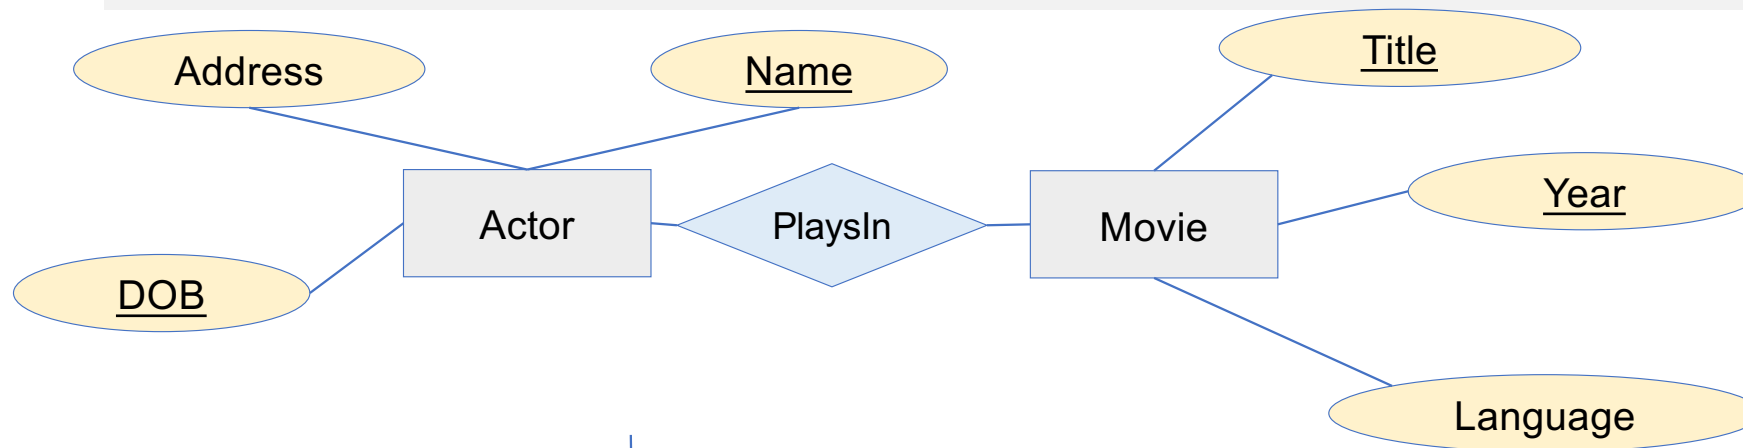 Title
Address
Name
Year
Actor
PlaysIn
Movie
DOB
Language